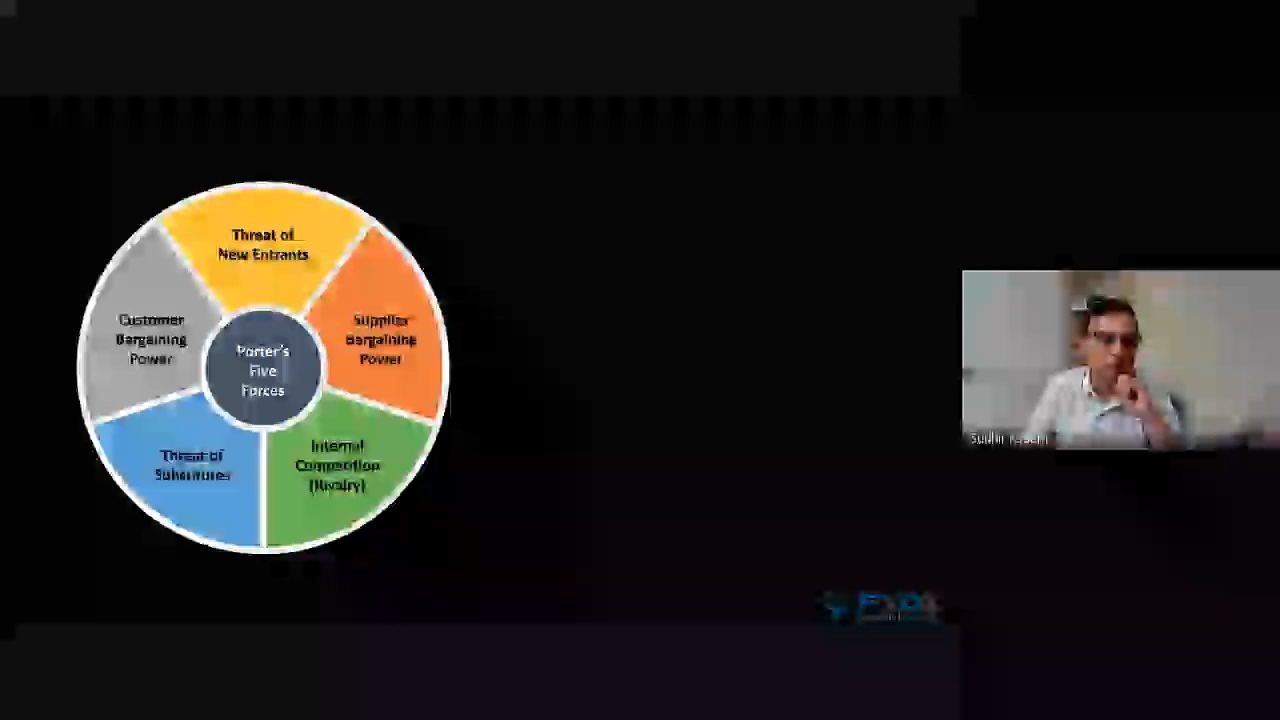 Threat of
New Entrants
Customer
Bargaining
Power
Supplier
Bargaining
Power
Porter's
Five
Forces
Threat of
Substitutes
Internal
Competition
(Rivalry)
Sudhir